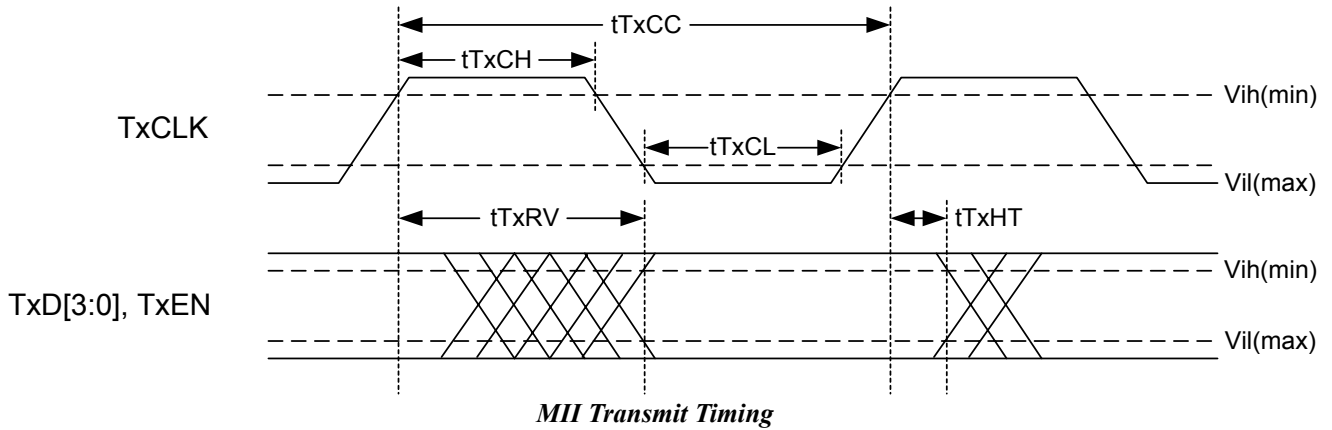 tTxCC
tTxCH
Vih(min)
TxCLK
tTxCL
Vil(max)
tTxRV
tTxHT
Vih(min)
TxD[3:0], TxEN
Vil(max)
MII Transmit Timing